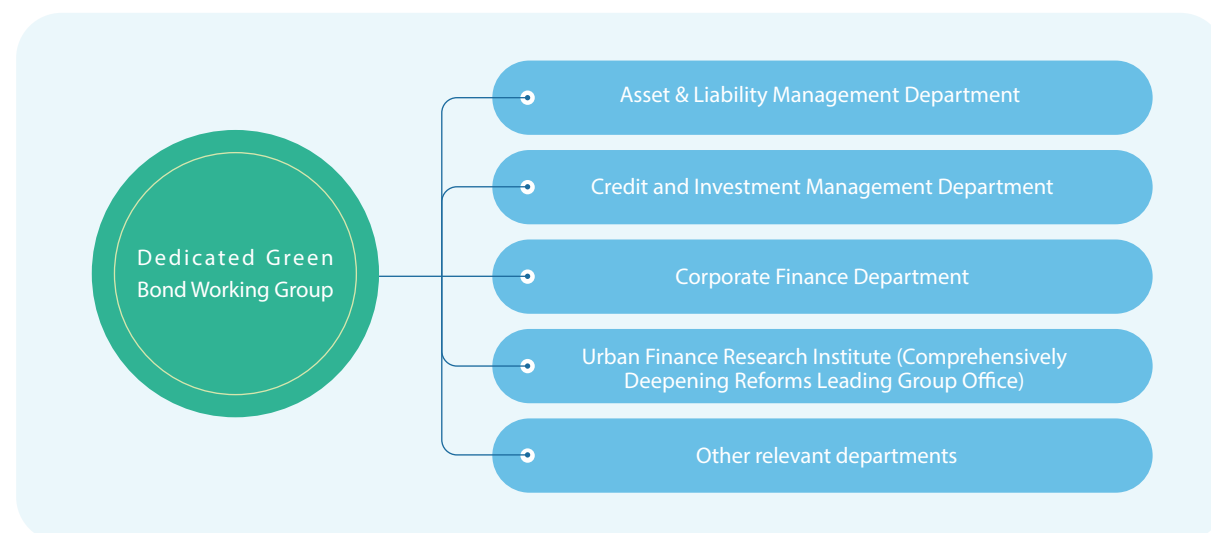 Dedicated Green
Bond Working Group
Asset & Liability Management Department
Credit and Investment Management Department
Corporate Finance Department
Urban Finance Research Institute (Comprehensively
Deepening Reforms Leading Group Office)
Other relevant departments